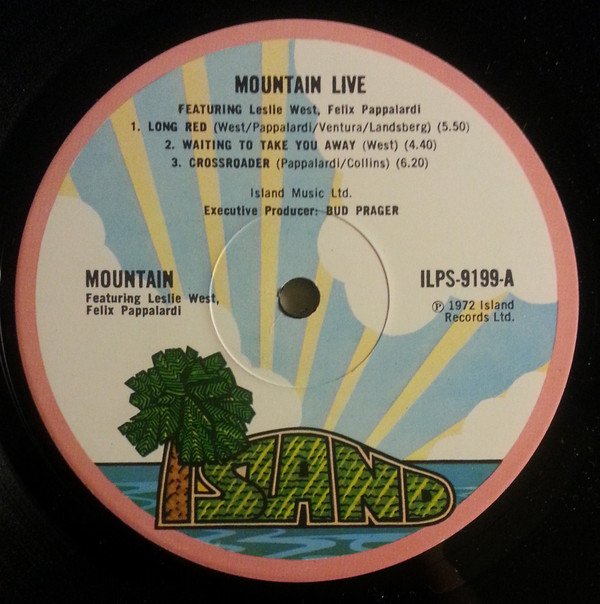 MOUNTAIN LIVE
FEATURING Leslie West, Felix Pappalardi
1. LONG RED (West/Pappalardi/Ventura/Landsberg) (5.50)
2. WAITING TO TAKE YOU AWAY (West) (4.40)
3. CROSSROADER (Pappalardi/Collins) (6.20)
Island Music Ltd.
Executive Producer: BUD PRAGER
MOUNTAIN
Featuring Leslie West,
Felix Pappalardi
ILPS-9199-A
℗ 1972 Island
Records Ltd.
ISLAND